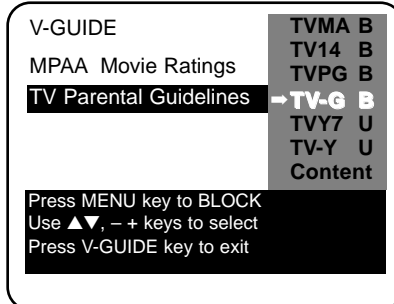 V-GUIDE
MPAA Movie Ratings
TV Parental Guidelines
TVMA B
TV14 B
TVPG B
➡TV-G B
TVY7 U
TV-Y U
Content
Press MENU key to BLOCK
Use ▲▼, – + keys to select
Press V-GUIDE key to exit